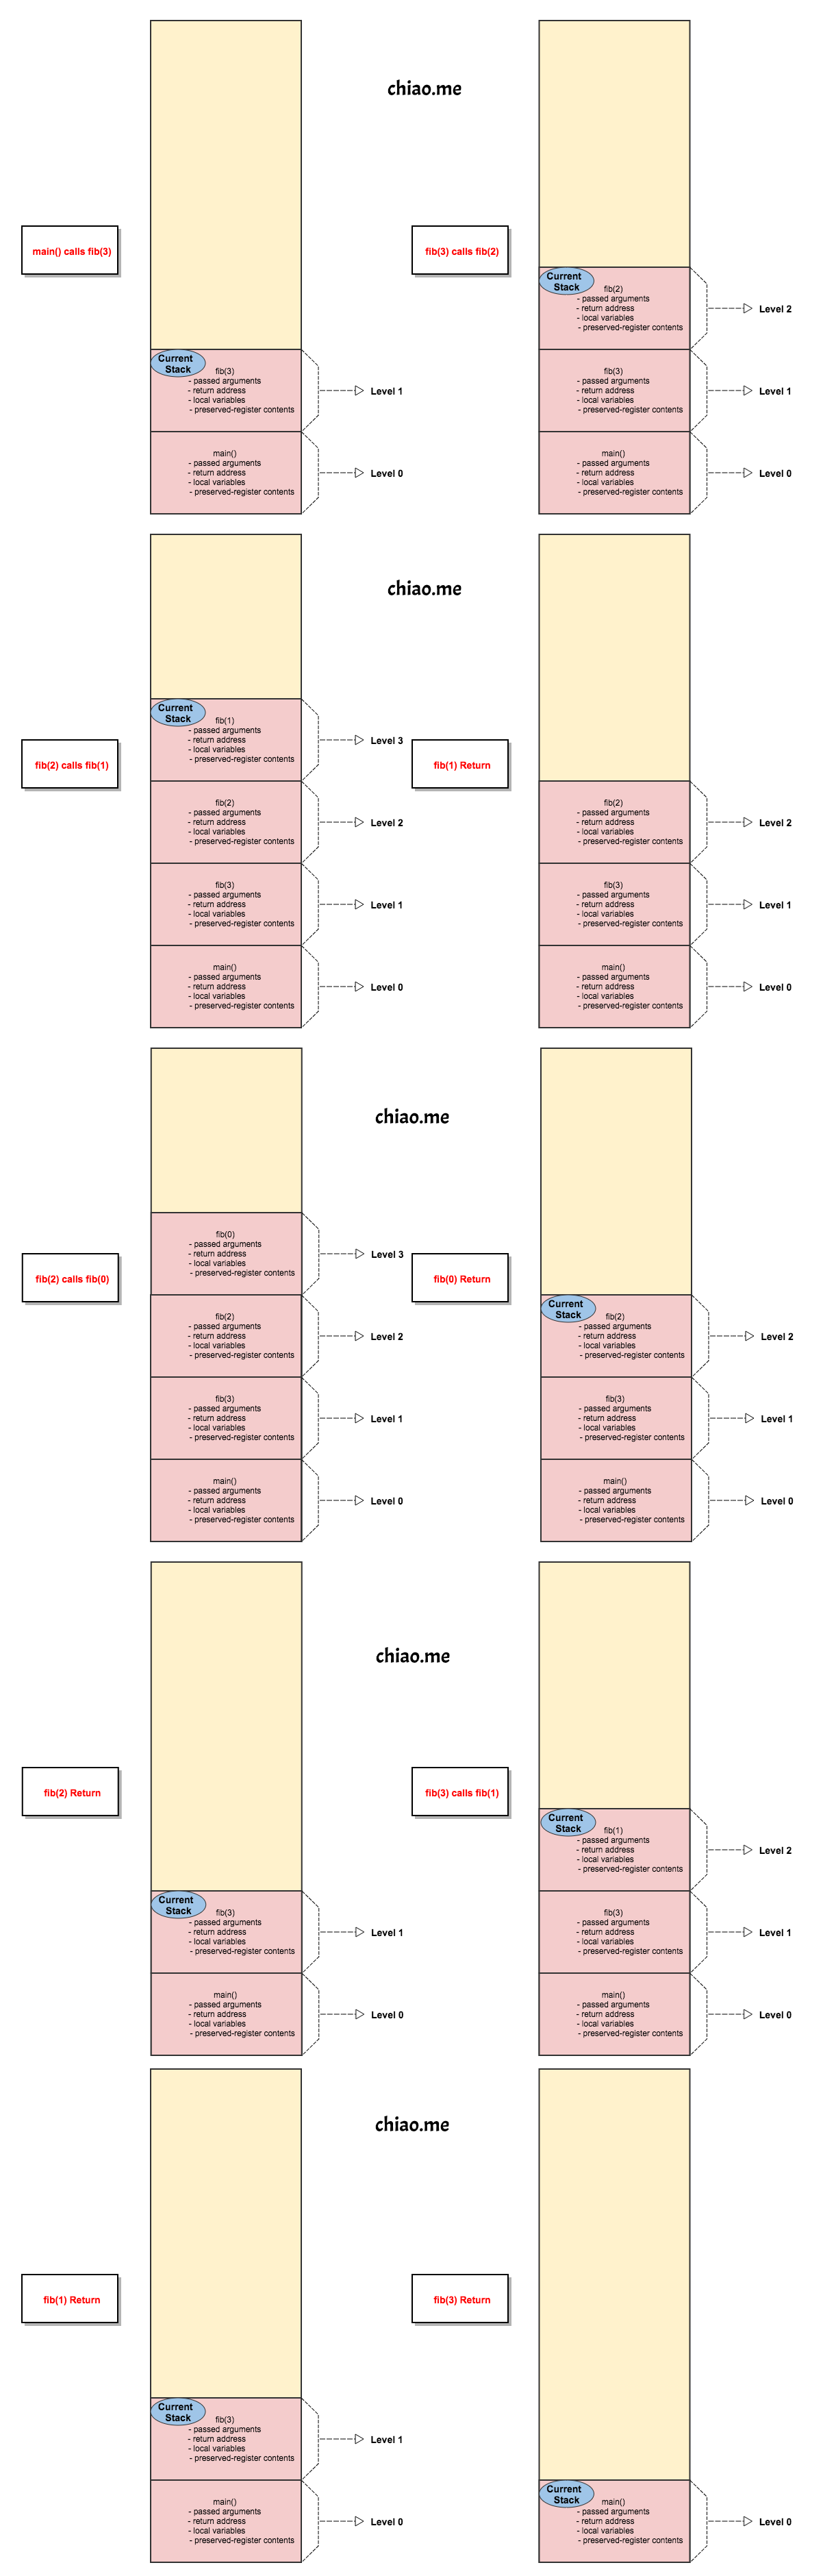 chiao.me
main() calls fib(3)
Current
Stack
fib(3)
- passed arguments
- return address
- local variables
- preserved-register contents
Level 1
main()
- passed arguments
- return address
- local variables
- preserved-register contents
Level 0
fib(3) calls fib(2)
Current
Stack
fib(2)
- passed arguments
- return address
- local variables
- preserved-register contents
Level 2
fib(3)
- passed arguments
- return address
- local variables
- preserved-register contents
Level 1
main()
- passed arguments
- return address
- local variables
- preserved-register contents
Level 0
chiao.me
fib(2) calls fib(1)
Current
Stack
fib(1)
- passed arguments
- return address
- local variables
- preserved-register contents
Level 3
fib(2)
- passed arguments
- return address
- local variables
- preserved-register contents
Level 2
fib(3)
- passed arguments
- return address
- local variables
- preserved-register contents
Level 1
main()
- passed arguments
- return address
- local variables
- preserved-register contents
Level 0
fib(1) Return
fib(2)
- passed arguments
- return address
- local variables
- preserved-register contents
Level 2
fib(3)
- passed arguments
- return address
- local variables
- preserved-register contents
Level 1
main()
- passed arguments
- return address
- local variables
- preserved-register contents
Level 0
chiao.me
fib(2) calls fib(0)
fib(0)
- passed arguments
- return address
- local variables
- preserved-register contents
Level 3
fib(2)
- passed arguments
- return address
- local variables
- preserved-register contents
Level 2
fib(3)
- passed arguments
- return address
- local variables
- preserved-register contents
Level 1
main()
- passed arguments
- return address
- local variables
- preserved-register contents
Level 0
fib(0) Return
Current
Stack
fib(2)
- passed arguments
- return address
- local variables
- preserved-register contents
Level 2
fib(3)
- passed arguments
- return address
- local variables
- preserved-register contents
Level 1
main()
- passed arguments
- return address
- local variables
- preserved-register contents
Level 0
chiao.me
fib(2) Return
Current
Stack
fib(3)
- passed arguments
- return address
- local variables
- preserved-register contents
Level 1
main()
- passed arguments
- return address
- local variables
- preserved-register contents
Level 0
fib(3) calls fib(1)
Current
Stack
fib(1)
- passed arguments
- return address
- local variables
- preserved-register contents
Level 2
fib(3)
- passed arguments
- return address
- local variables
- preserved-register contents
Level 1
main()
- passed arguments
- return address
- local variables
- preserved-register contents
Level 0
chiao.me
fib(1) Return
Current
Stack
fib(3)
- passed arguments
- return address
- local variables
- preserved-register contents
Level 1
main()
- passed arguments
- return address
- local variables
- preserved-register contents
Level 0
fib(3) Return
Current
Stack
main()
- passed arguments
- return address
- local variables
- preserved-register contents
Level 0